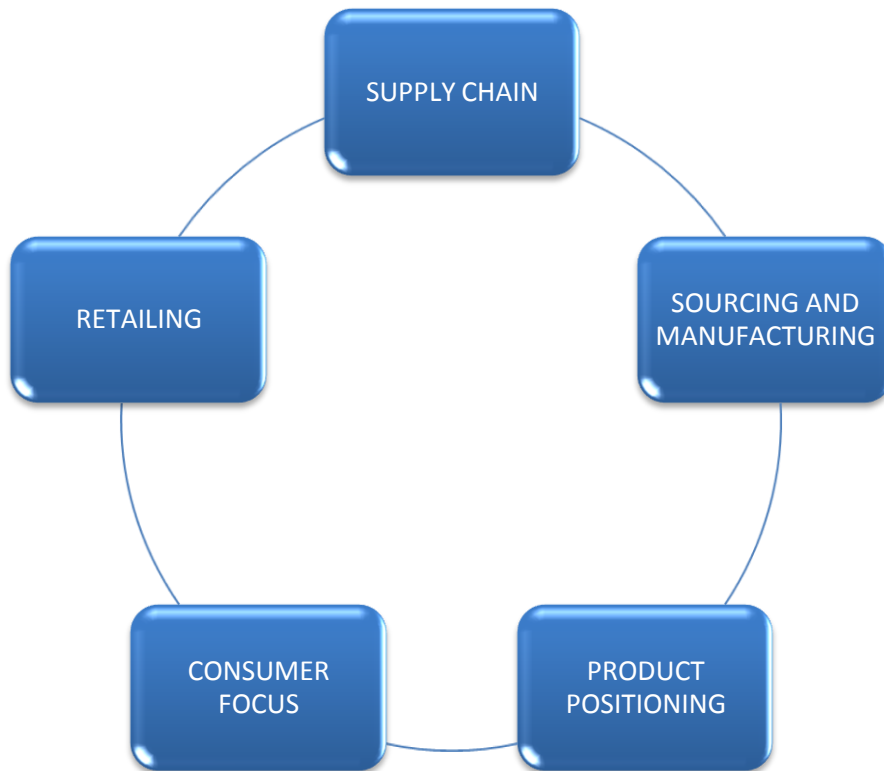 SUPPLY CHAIN
SOURCING AND
MANUFACTURING
PRODUCT
POSITIONING
CONSUMER
FOCUS
RETAILING